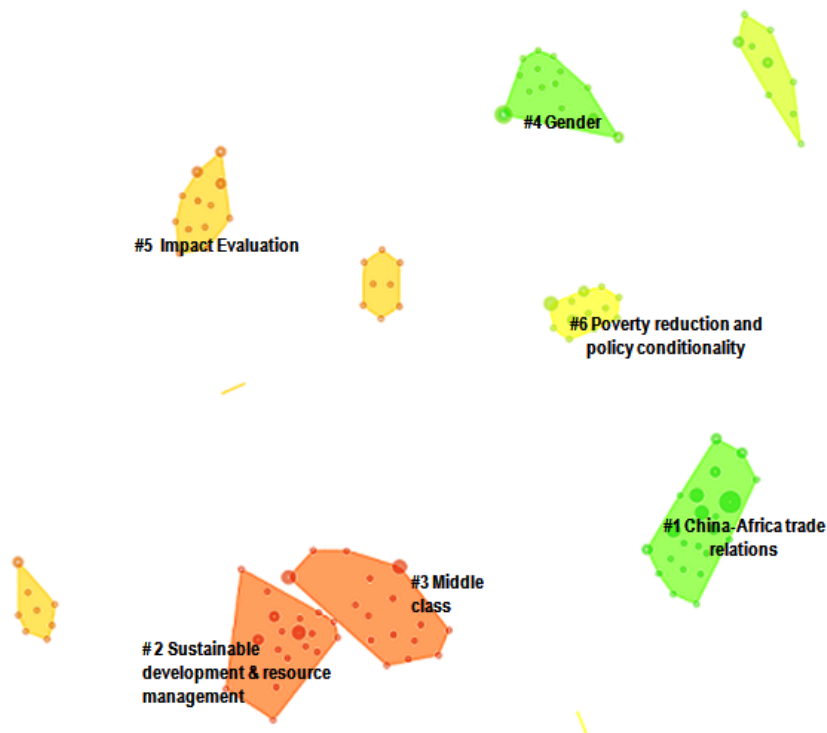 #4 Gender
#5 Impact Evaluation
#6 Poverty reduction and
policy conditionality
#1 China-Africa trade
relations
#3 Middle
class
# 2 Sustainable
development & resource
management